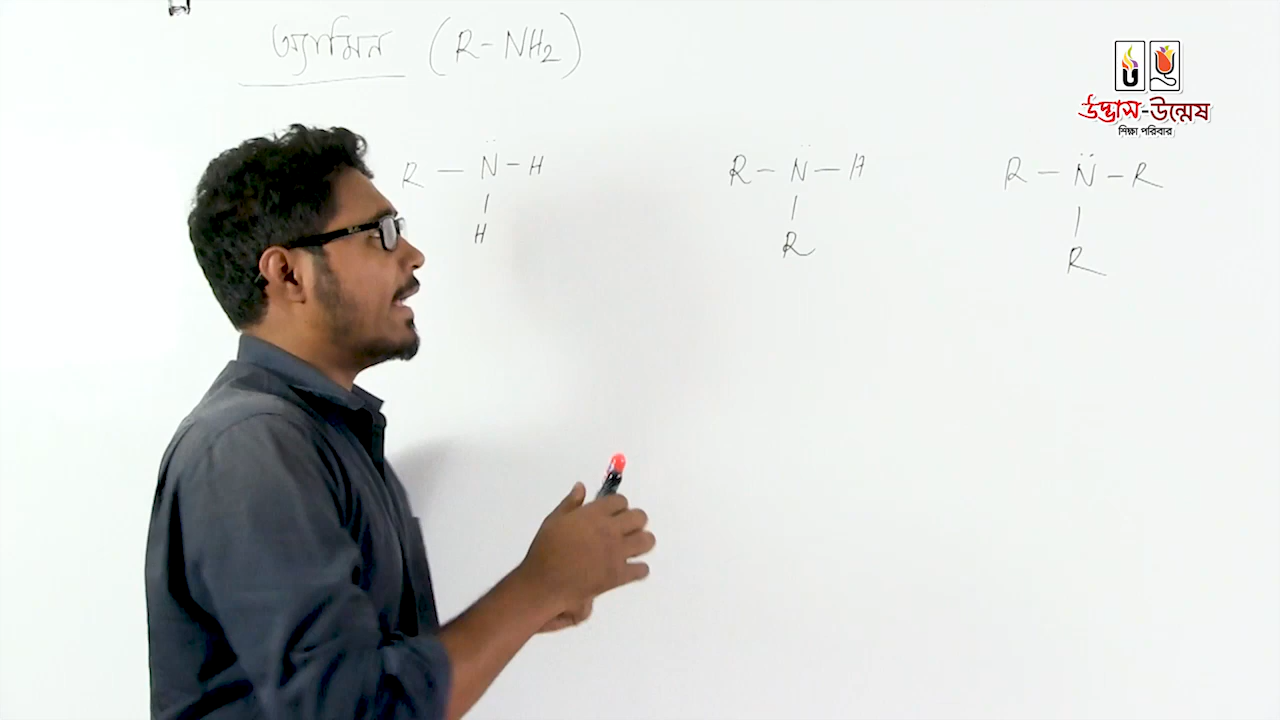 অ্যামিন (R-NH2)
R — N̈ - H
|
H
R - N̈ - H
|
R
R - N̈ - R
|
R
উদ্ভাস-উন্মেষ
শিক্ষা পরিবার